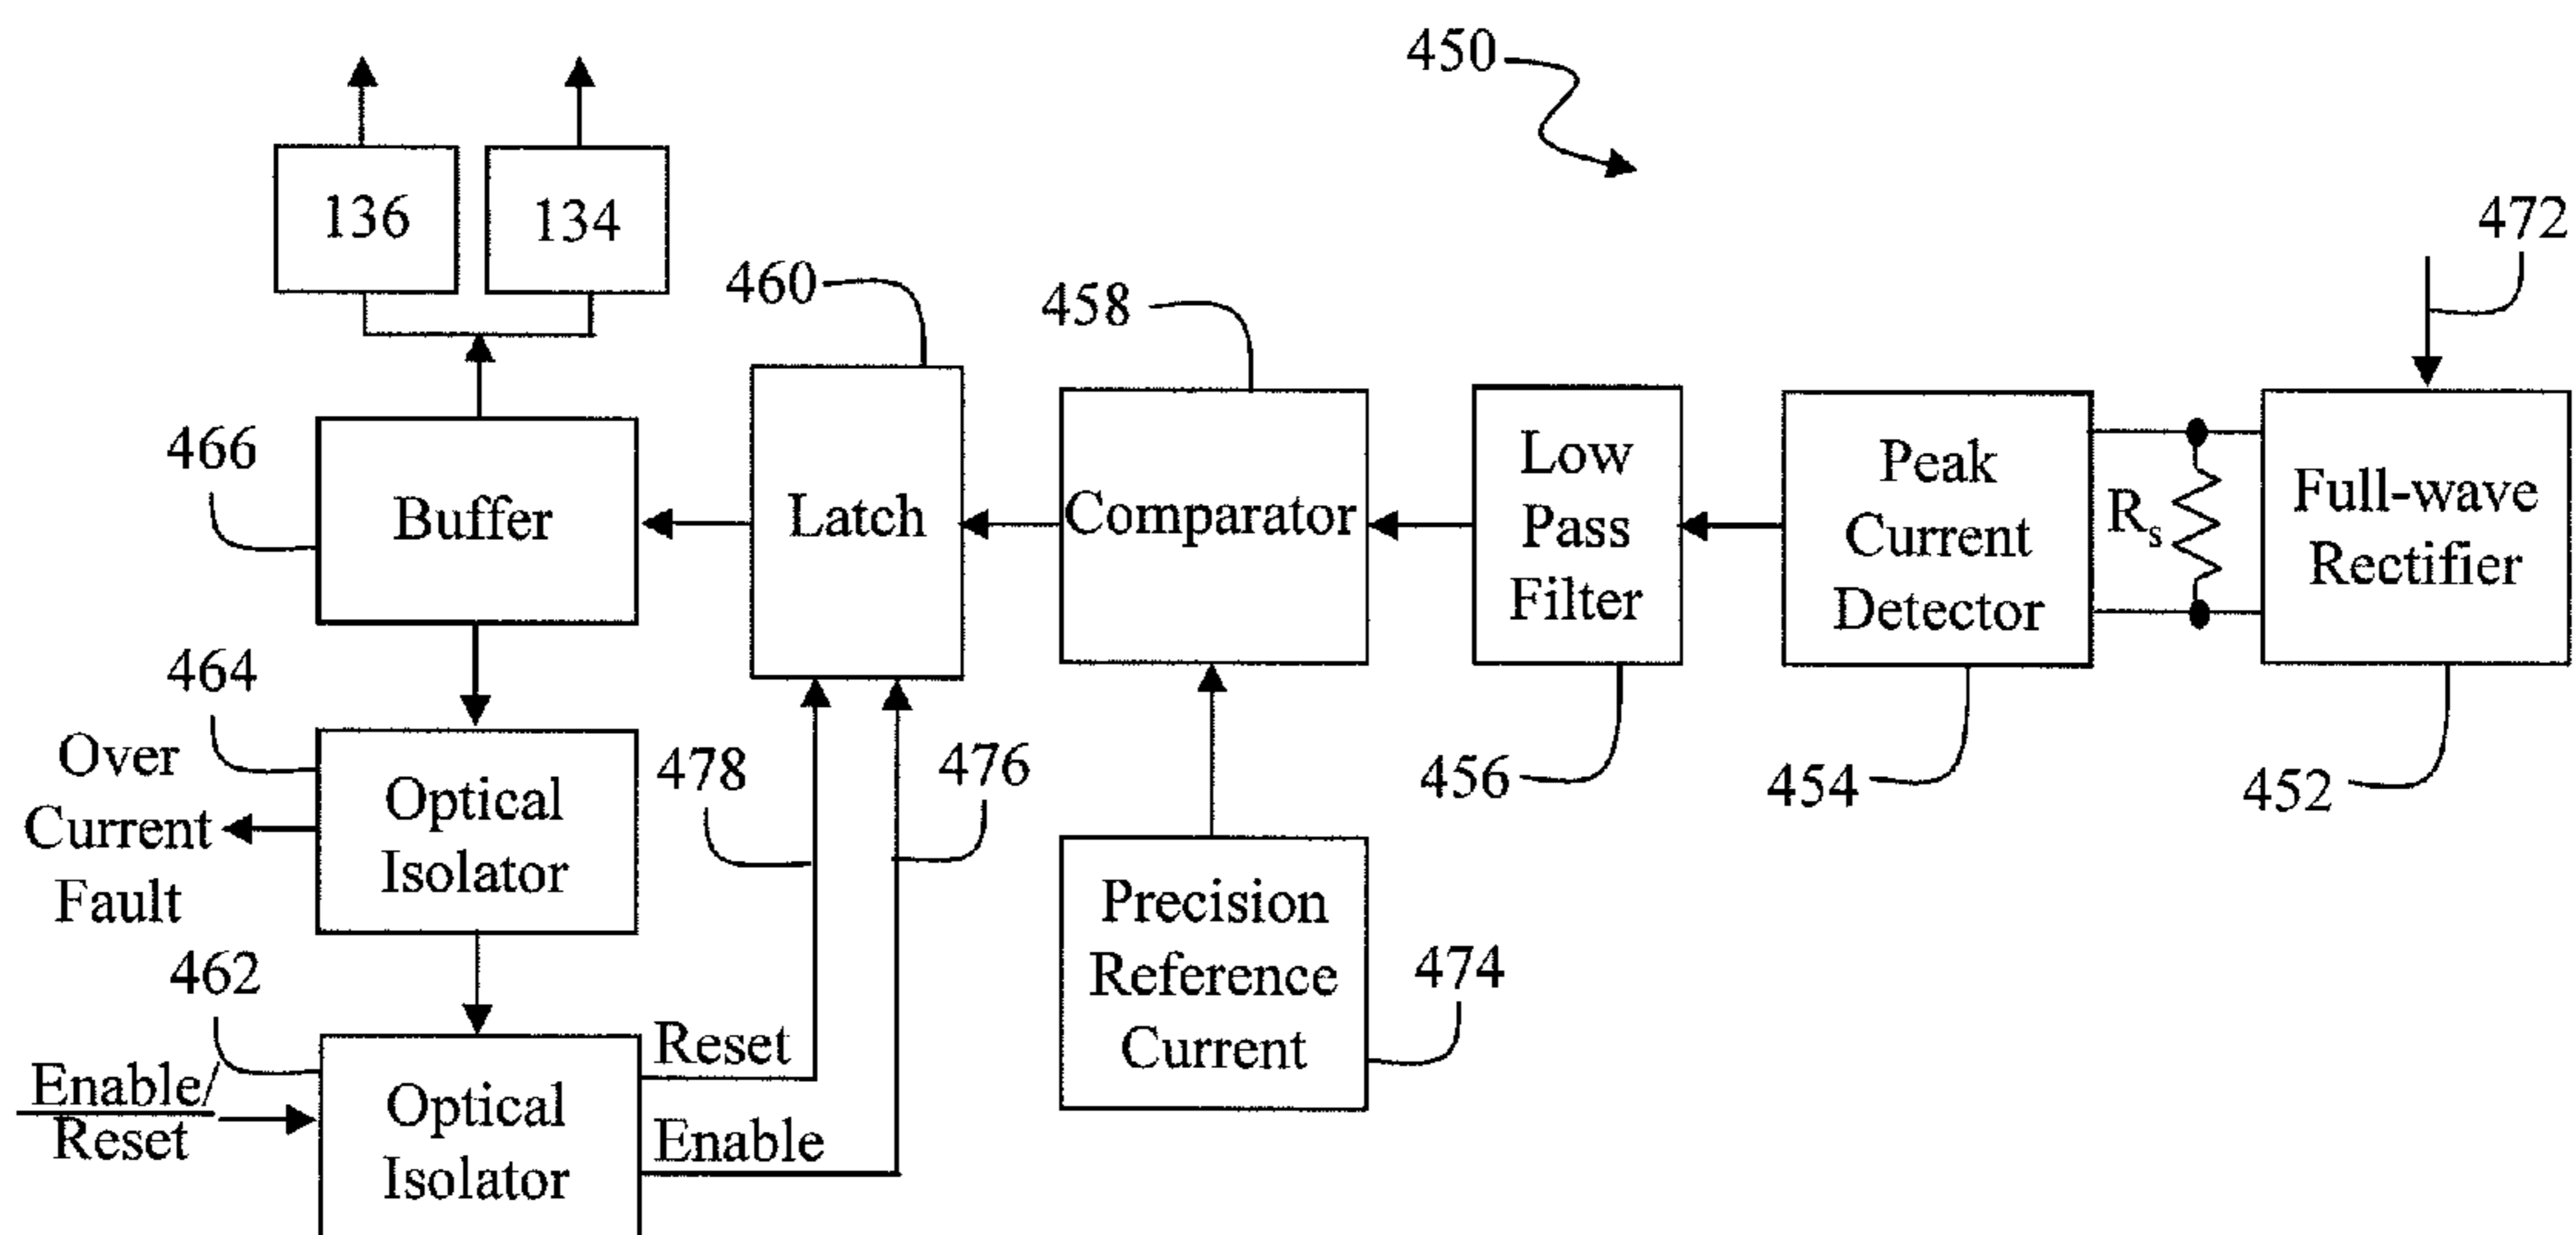 450
472
136
134
460
458
466
Buffer
Latch
Comparator
Low
Pass
Filter
Peak
Current
Detector
Rs
Full-wave
Rectifier
464
Over
Current
Fault
Optical
Isolator
478
476
456
454
452
Precision
Reference
Current
474
462
Enable/
Reset
Optical
Isolator
Reset
Enable